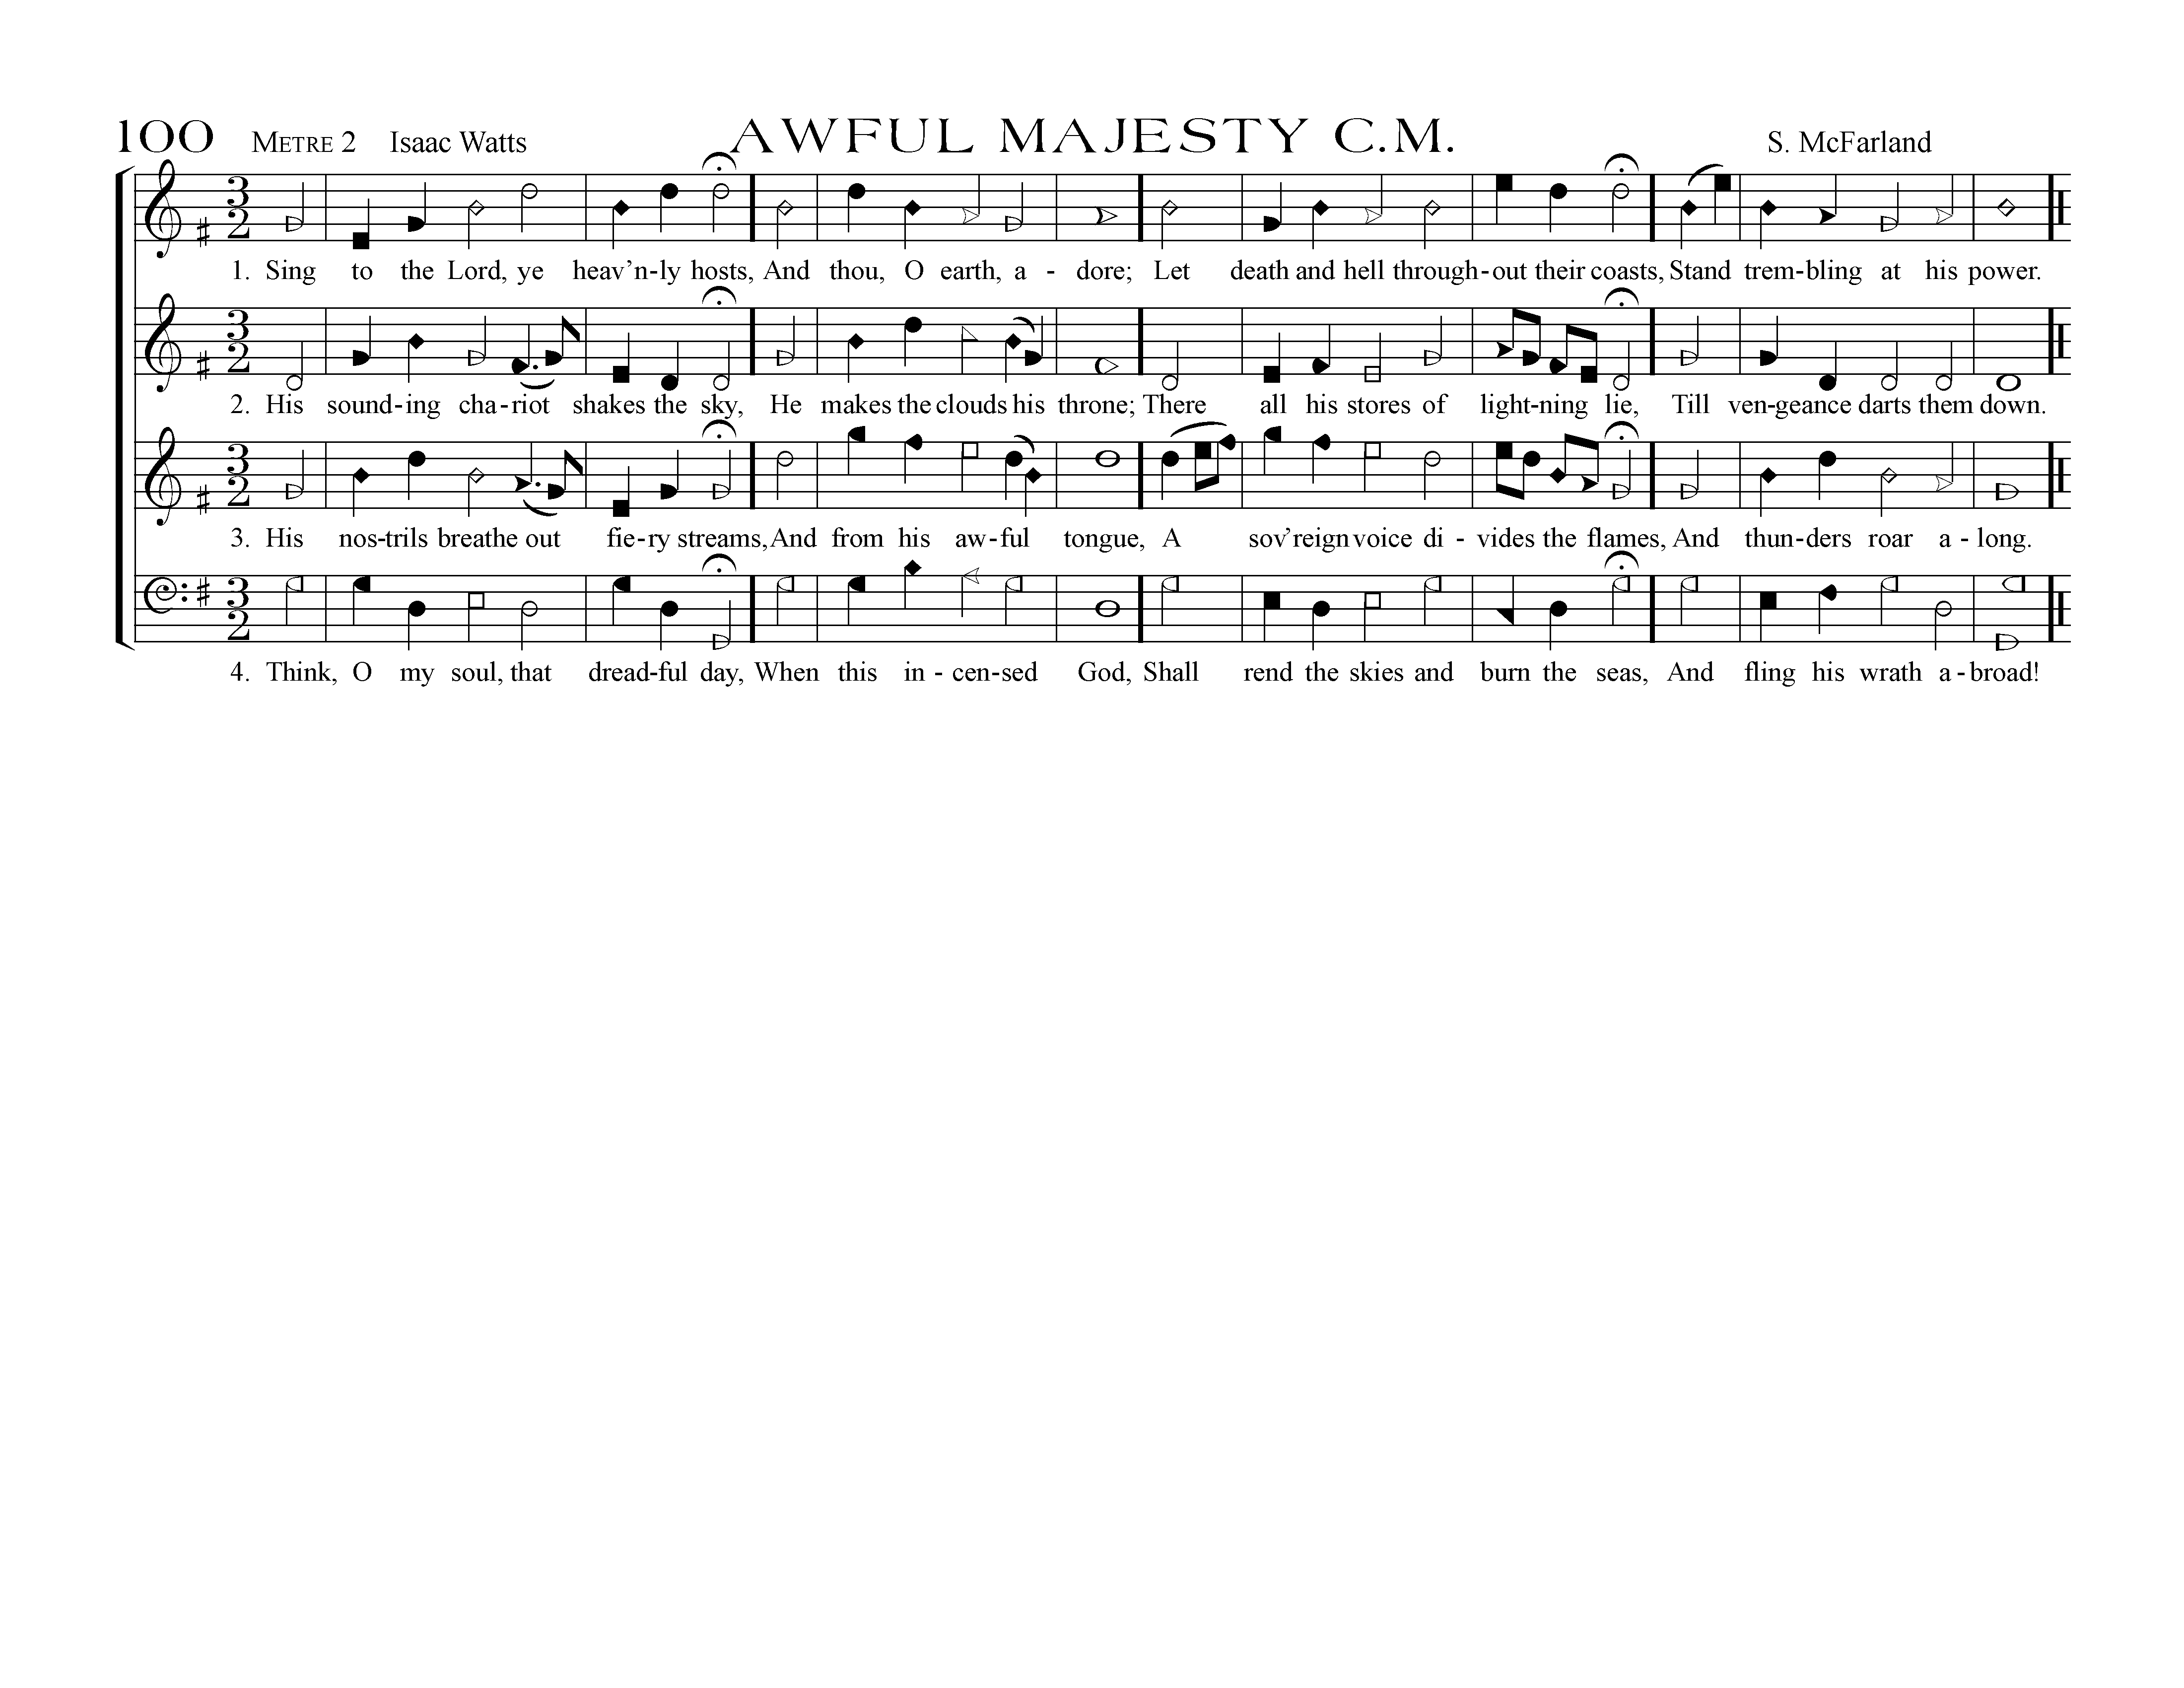 100 METRE 2 Isaac Watts AWFUL MAJESTY C.M. S. McFarland
1. Sing to the Lord, ye heav’n-ly hosts, And thou, O earth, a - dore; Let death and hell through-out their coasts, Stand trem-bling at his power.
2. His sound-ing cha-riot shakes the sky, He makes the clouds his throne; There all his stores of light-ning lie, Till ven-geance darts them down.
3. His nos-trils breathe out fie-ry streams, And from his aw-ful tongue, A sov’reign voice di - vides the flames, And thun-ders roar a - long.
4. Think, O my soul, that dread-ful day, When this in - cen-sed God, Shall rend the skies and burn the seas, And fling his wrath a - broad!